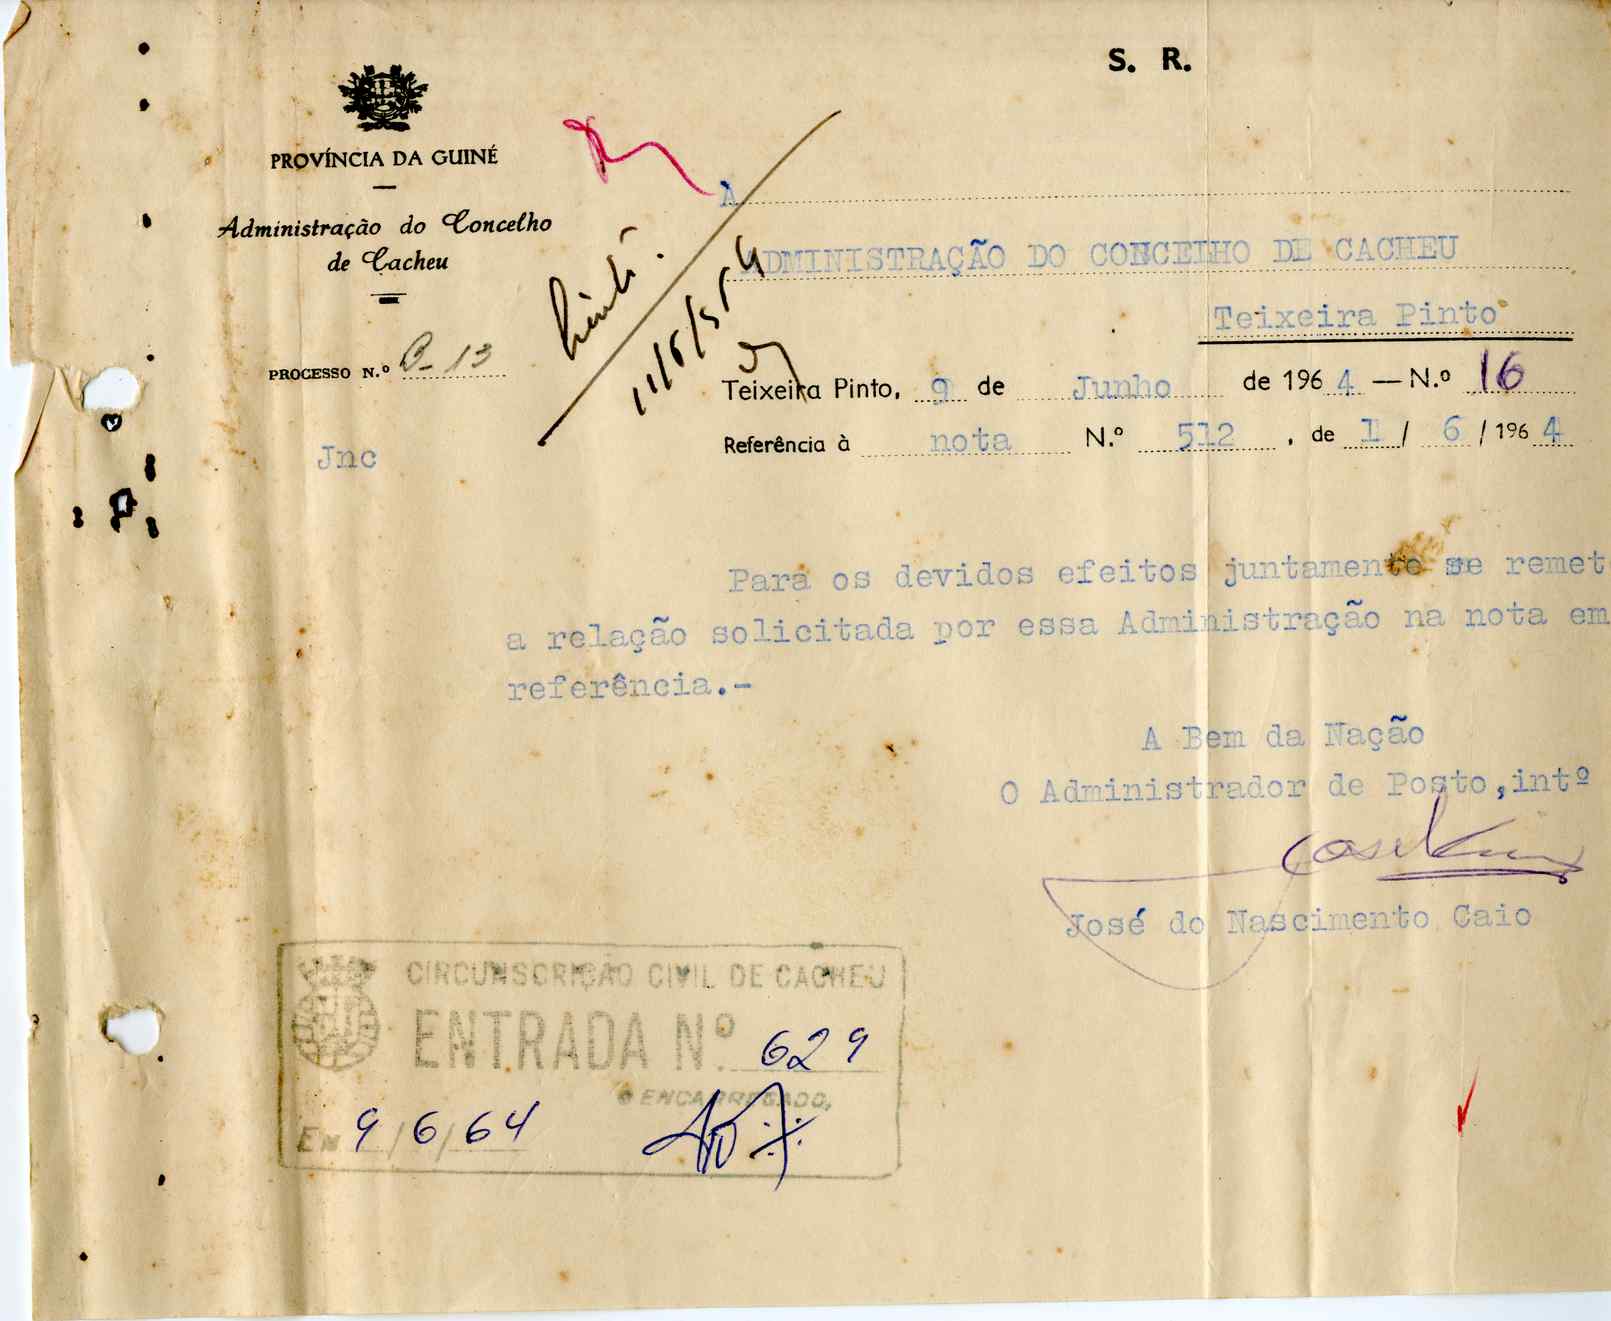 S. R.
PROVÍNCIA DA GUINÉ
Administração do Concelho
de Cacheu
PROCESSO N.º B-13
Jnc
A
ADMINISTRAÇÃO DO CONCELHO DE CACHEU
Teixeira Pinto
Teixeira Pinto, 9 de Junho de 1964 — N.º 16
Referência à nota N.º 512, de 1 / 6 / 1964
Para os devidos efeitos juntamente se remet
a relação solicitada por essa Administração na nota em
referência.-
A Bem da Nação
O Administrador de Posto,intº
José do Nascimento Caio
CIRCUNSCRIÇÃO CIVIL DE CACHEU
ENTRADA Nº. 629
O ENCARREGADO,
EM 9/6/64